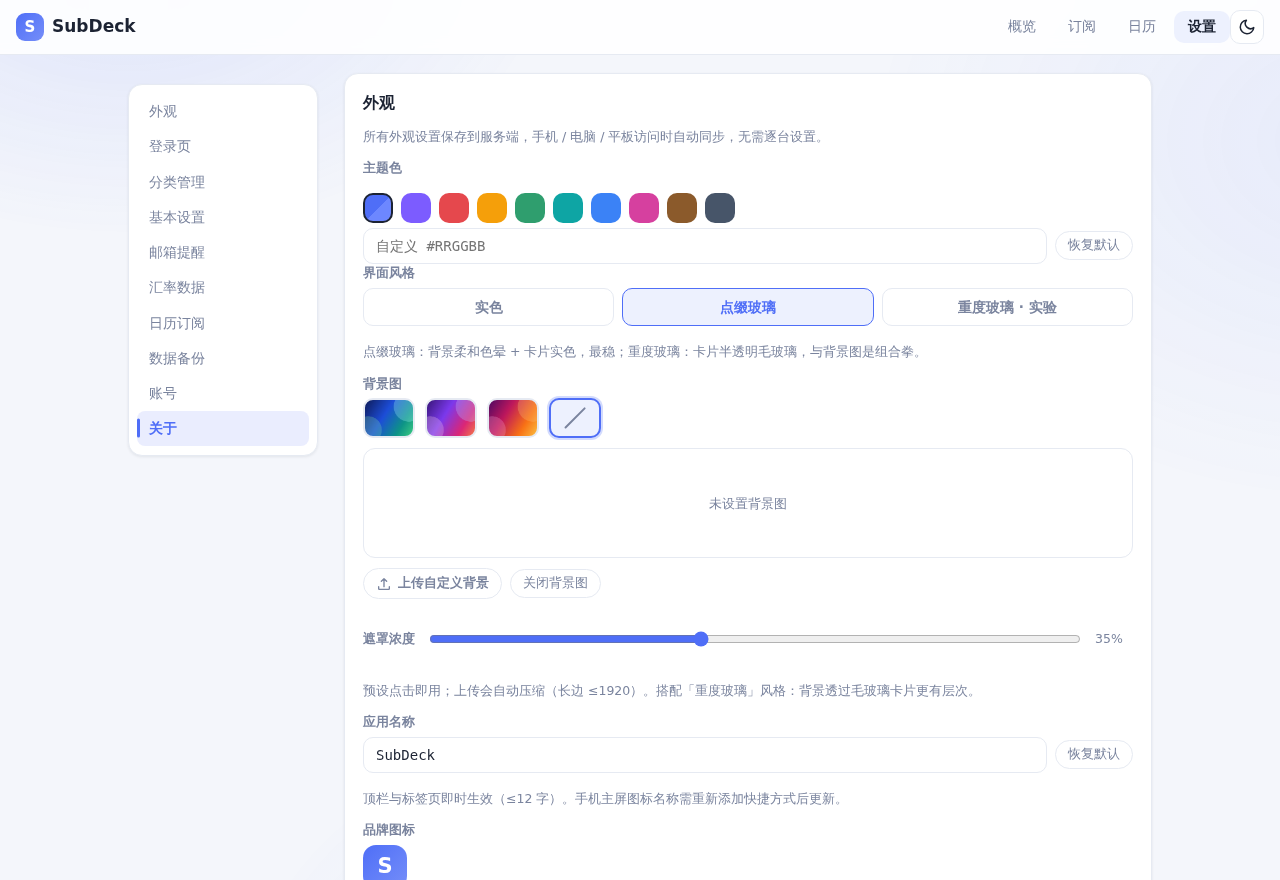 S SubDeck
概览 订阅 日历 设置
外观
登录页
分类管理
基本设置
邮箱提醒
汇率数据
日历订阅
数据备份
账号
关于
外观
所有外观设置保存到服务端，手机 / 电脑 / 平板访问时自动同步，无需逐台设置。
主题色
自定义 #RRGGBB 恢复默认
界面风格
实色 点缀玻璃 重度玻璃 · 实验
点缀玻璃：背景柔和色晕 + 卡片实色，最稳；重度玻璃：卡片半透明毛玻璃，与背景图是组合拳。
背景图
未设置背景图
上传自定义背景 关闭背景图
遮罩浓度 35%
预设点击即用；上传会自动压缩（长边 ≤1920）。搭配「重度玻璃」风格：背景透过毛玻璃卡片更有层次。
应用名称
SubDeck 恢复默认
顶栏与标签页即时生效（≤12 字）。手机主屏图标名称需重新添加快捷方式后更新。
品牌图标
S